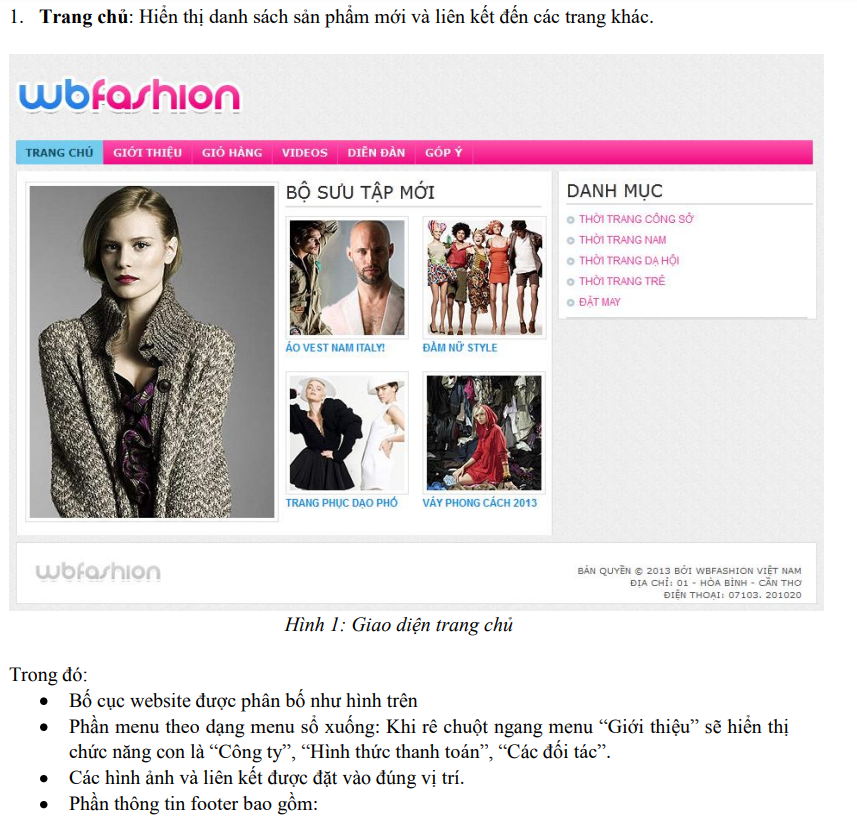 1. Trang chủ: Hiển thị danh sách sản phẩm mới và liên kết đến các trang khác.
wbfashion
TRANG CHỦ GIỚI THIỆU GIỎ HÀNG VIDEOS DIỄN ĐÀN GÓP Ý
BỘ SƯU TẬP MỚI
ÁO VEST NAM ITALY!
ĐẦM NỮ STYLE
TRANG PHỤC DẠO PHỐ
VÁY PHONG CÁCH 2013
DANH MỤC
THỜI TRANG CÔNG SỞ
THỜI TRANG NAM
THỜI TRANG DẠ HỘI
THỜI TRANG TRẺ
ĐẶT MAY
wbfashion
BẢN QUYỀN © 2013 BỞI WBFASHION VIỆT NAM
ĐỊA CHỈ: 01 - HÒA BÌNH - CẦN THƠ
ĐIỆN THOẠI: 07103. 201020
Hình 1: Giao diện trang chủ
Trong đó:
• Bố cục website được phân bố như hình trên
• Phần menu theo dạng menu sổ xuống: Khi rê chuột ngang menu “Giới thiệu” sẽ hiển thị
chức năng con là “Công ty”, “Hình thức thanh toán”, “Các đối tác”.
• Các hình ảnh và liên kết được đặt vào đúng vị trí.
• Phần thông tin footer bao gồm: